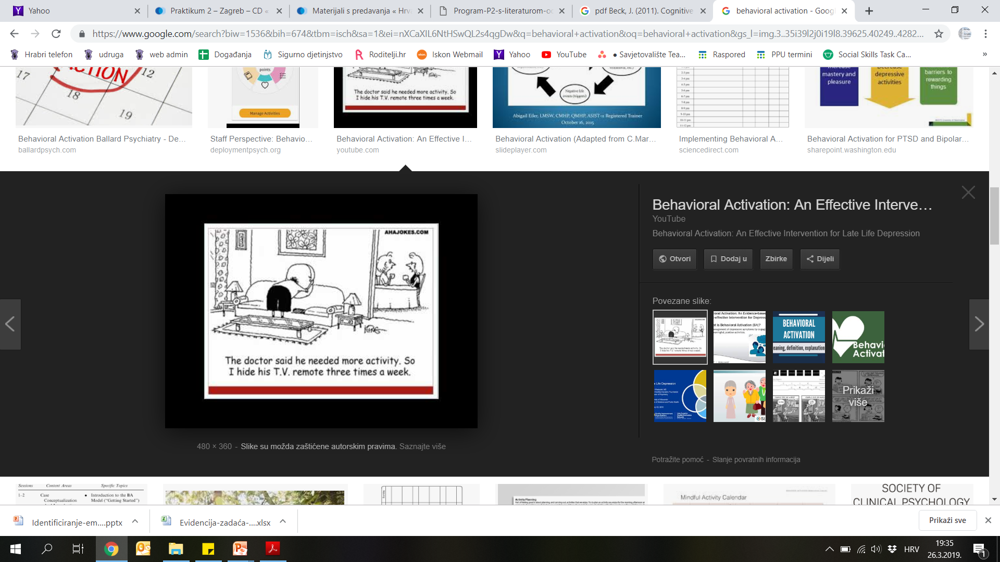 Yahoo
Praktikum 2 – Zagreb – CD «
Materijali s predavanja « Hrv
Program-P2-s-literaturom-o
pdf Beck, J. (2011). Cognitive
behavioral activation - Goog
https://www.google.com/search?biw=1536&bih=674&tbm=isch&sa=1&ei=nXCaXIL6NtHSwQL2s4qgDw&q=behavioral+activation&oq=behavioral+activation&gs_l=img.3..35i39l2j0i19l8.39625.40249..4282...
Hrabri telefon
udruga
web admin
Događanja
Sigurno djetinjstvo
Roditelji.hr
Iskon Webmail
Yahoo
YouTube
● Savjetovalište Tea...
Raspored
PPU termini
Social Skills Task Ca...
»
17
12
18
19
points
Manage Activities
The doctor said he needed more activity. So
I hide his T.V. remote three times a week.
Negative life
events (triggers)
Abigail Eiler, LMSW, CMHP, QMHP, ASIST-11 Registered Trainer
October 16, 2015
mastery and
pleasure
depressive
activities
barriers to
rewarding
things
Behavioral Activation Ballard Psychiatry - De...
ballardpsych.com
Staff Perspective: Behavio...
deploymentpsych.org
Behavioral Activation: An Effective I...
youtube.com
Behavioral Activation (Adapted from C.Mar...
slideplayer.com
Implementing Behavioral A...
sciencedirect.com
Behavioral Activation for PTSD and Bipolar...
sharepoint.washington.edu
AHAJOKES.COM
The doctor said he needed more activity. So
I hide his T.V. remote three times a week.
480 × 360 - Slike su možda zaštićene autorskim pravima. Saznajte više
Behavioral Activation: An Effective Interve...
YouTube
Behavioral Activation: An Effective Intervention for Late Life Depression
Otvori
Dodaj u
Zbirke
Dijeli
Povezane slike:
BEHAVIORAL
ACTIVATION
eaning, definition, explanation
Behavi
Activat
e Life Depression
Prikaži
više
Potražite pomoć - Slanje povratnih informacija
Sessions Content Areas Specific Topics
1–2 Case ● Introduction to the BA
Conceptualization Model ("Getting Started")
Activity Planning
Mindful Activity Calendar
SOCIETY OF
CLINICAL PSYCHOLOGY
Identificiranje-em....pptx
Evidencija-zadaća-....xlsx
Prikaži sve
HRV
19:35
26.3.2019.
1